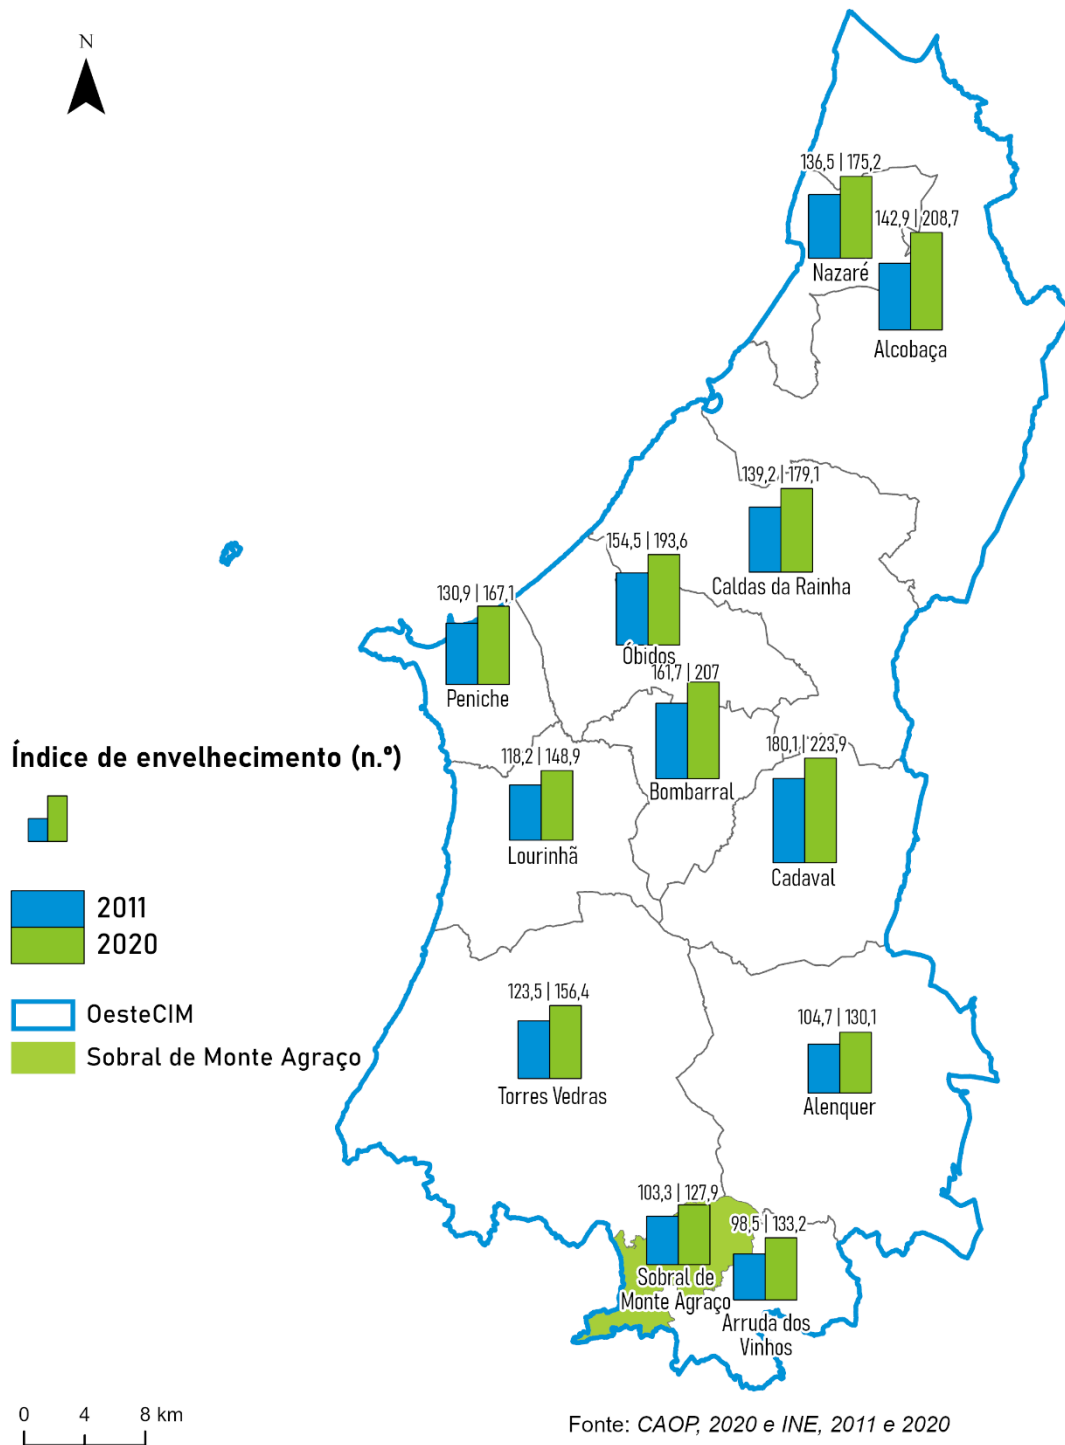 N
136,5 | 175,2
Nazaré
142,9 | 208,7
Alcobaça
139,2 | 179,1
Caldas da Rainha
154,5 | 193,6
Óbidos
130,9 | 167,1
Peniche
161,7 | 207
Bombarral
180,1 | 223,9
Cadaval
118,2 | 148,9
Lourinhã
Índice de envelhecimento (n.º)
2011
2020
OesteCIM
Sobral de Monte Agraço
123,5 | 156,4
Torres Vedras
104,7 | 130,1
Alenquer
103,3 | 127,9
Sobral de
Monte Agraço
98,5 | 133,2
Arruda dos
Vinhos
0 4 8 km
Fonte: CAOP, 2020 e INE, 2011 e 2020